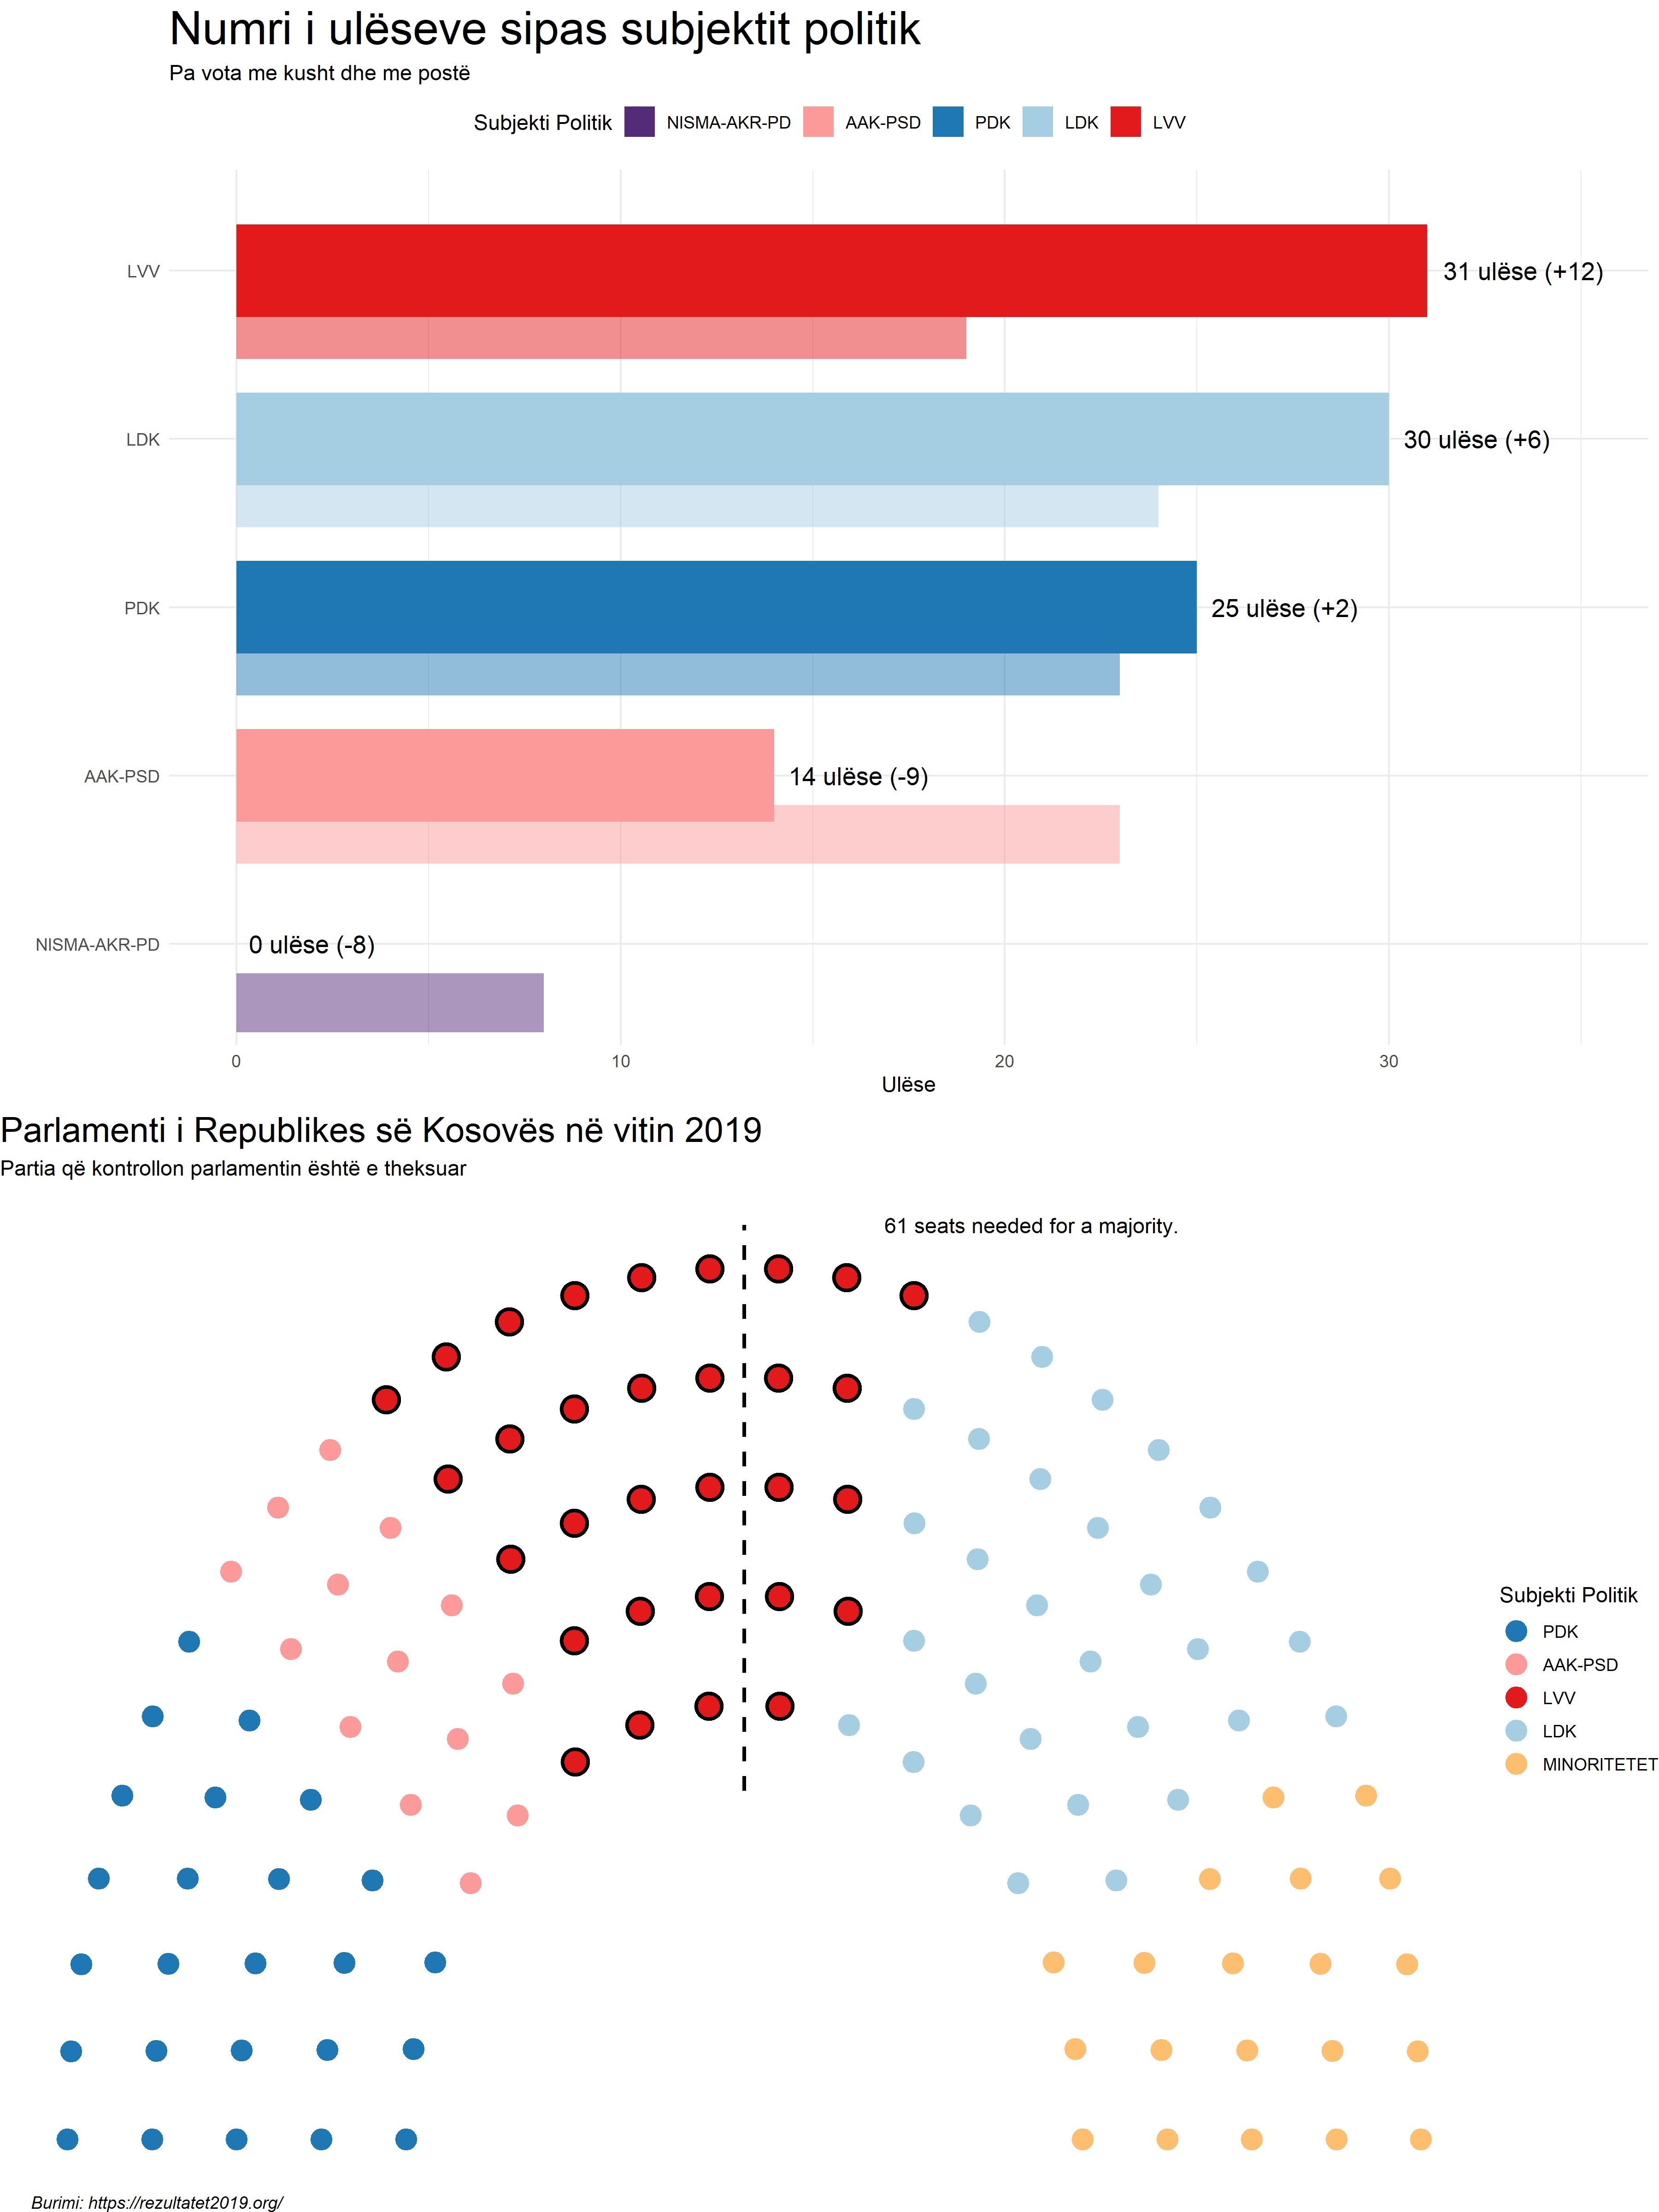 Numri i ulëseve sipas subjektit politik
Pa vota me kusht dhe me postë
Subjekti Politik NISMA-AKR-PD AAK-PSD PDK LDK LVV
LVV 31 ulëse (+12)
LDK 30 ulëse (+6)
PDK 25 ulëse (+2)
AAK-PSD 14 ulëse (-9)
NISMA-AKR-PD 0 ulëse (-8)
0 10 20 30
Ulëse
Parlamenti i Republikes së Kosovës në vitin 2019
Partia që kontrollon parlamentin është e theksuar
61 seats needed for a majority.
Subjekti Politik
PDK
AAK-PSD
LVV
LDK
MINORITETET
Burimi: https://rezultatet2019.org/